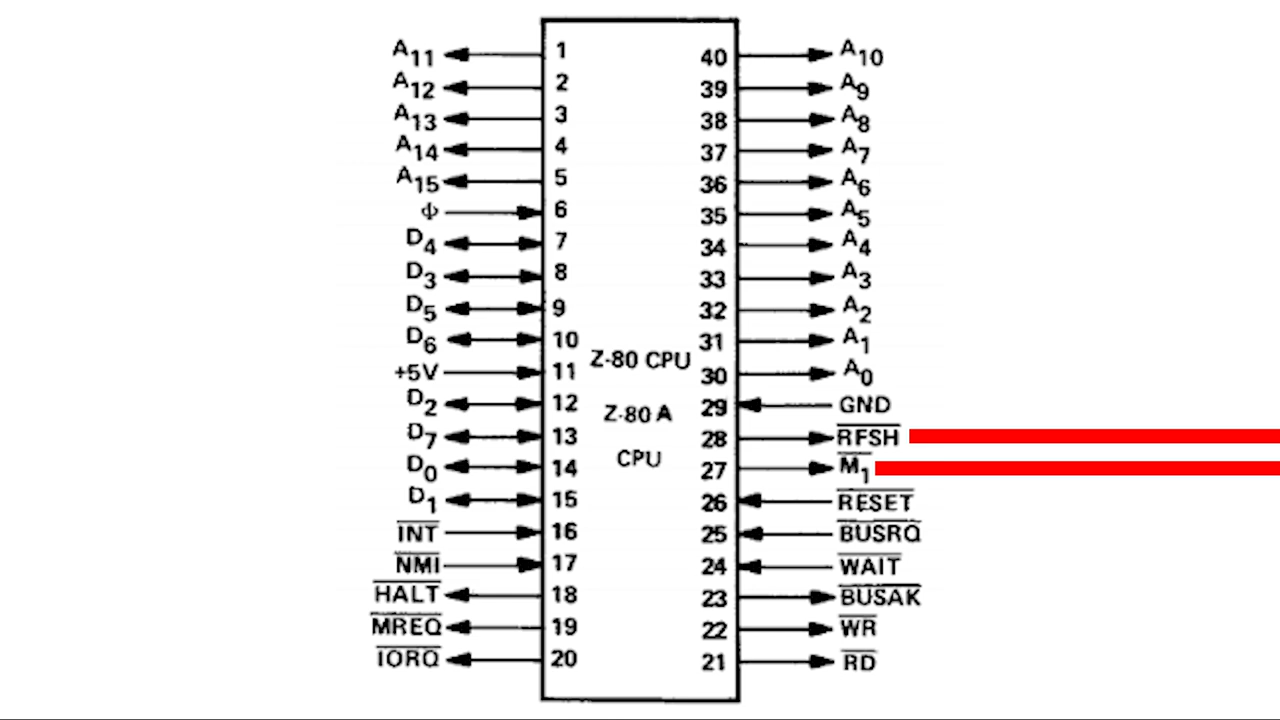 A11 1 40 A10
A12 2 39 A9
A13 3 38 A8
A14 4 37 A7
A15 5 36 A6
Φ 6 35 A5
D4 7 34 A4
D3 8 33 A3
D5 9 32 A2
D6 10 31 A1
Z-80 CPU
+5V 11 30 A0
D2 12 29 GND
Z-80 A
D7 13 28 RFSH
CPU
D0 14 27 M1
D1 15 26 RESET
INT 16 25 BUSRQ
NMI 17 24 WAIT
HALT 18 23 BUSAK
MREQ 19 22 WR
IORQ 20 21 RD